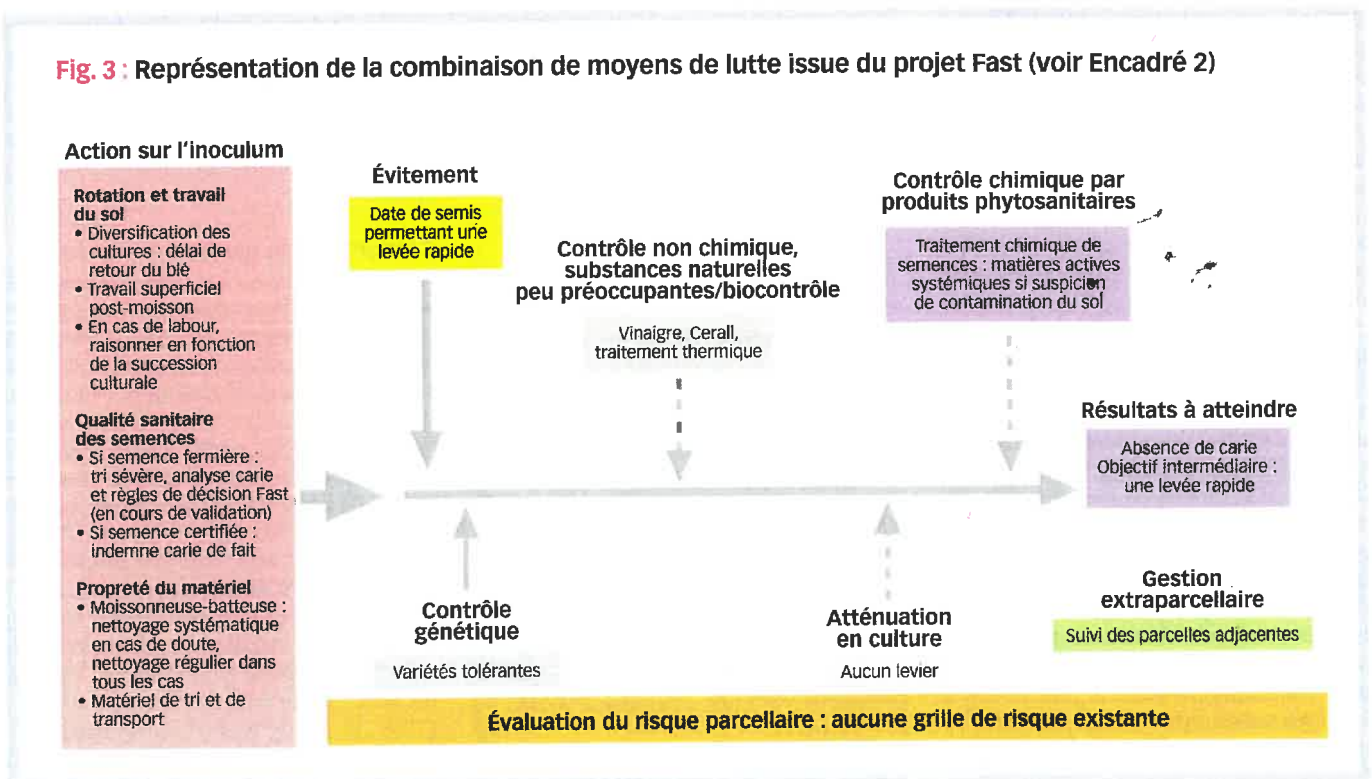 Fig. 3 : Représentation de la combinaison de moyens de lutte issue du projet Fast (voir Encadré 2)
Action sur l'inoculum
Rotation et travail
du sol
• Diversification des
cultures : délai de
retour du blé
• Travail superficiel
post-moisson
• En cas de labour,
raisonner en fonction
de la succession
culturale
Qualité sanitaire
des semences
• Si semence fermière :
tri sévère, analyse carie
et règles de décision Fast
(en cours de validation)
• Si semence certifiée :
indemne carie de fait
Propreté du matériel
• Moissonneuse-batteuse :
nettoyage systématique
en cas de doute,
nettoyage régulier dans
tous les cas
• Matériel de tri et de
transport
Évitement
Date de semis
permettant une
levée rapide
Contrôle non chimique,
substances naturelles
peu préoccupantes/biocontrôle
Vinaigre, Cerall,
traitement thermique
Contrôle chimique par
produits phytosanitaires
Traitement chimique de
semences : matières actives
systémiques si suspicion
de contamination du sol
Résultats à atteindre
Absence de carie
Objectif intermédiaire :
une levée rapide
Contrôle
génétique
Variétés tolérantes
Atténuation
en culture
Aucun levier
Gestion
extraparcellaire
Suivi des parcelles adjacentes
Évaluation du risque parcellaire : aucune grille de risque existante